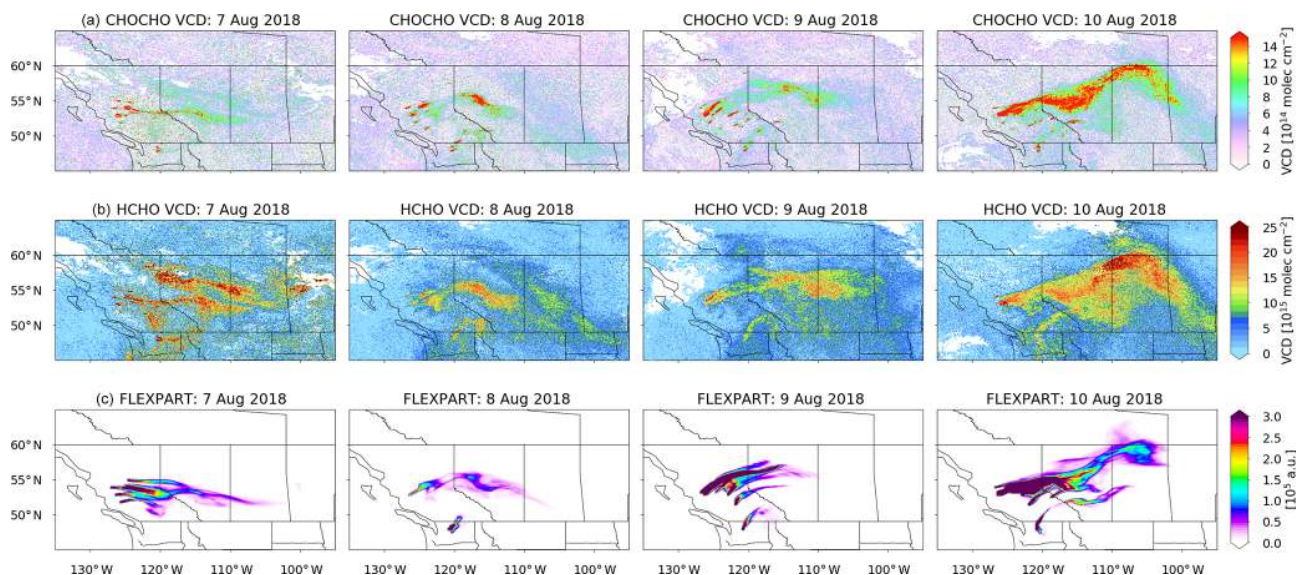 (a) CHOCHO VCD: 7 Aug 2018 CHOCHO VCD: 8 Aug 2018 CHOCHO VCD: 9 Aug 2018 CHOCHO VCD: 10 Aug 2018
60°N
55°N
50°N
14
12
10
8
6
4
2
0
VCD [10¹⁴ molec cm⁻²]
(b) HCHO VCD: 7 Aug 2018 HCHO VCD: 8 Aug 2018 HCHO VCD: 9 Aug 2018 HCHO VCD: 10 Aug 2018
60°N
55°N
50°N
25
20
15
10
5
0
VCD [10¹⁵ molec cm⁻²]
(c) FLEXPART: 7 Aug 2018 FLEXPART: 8 Aug 2018 FLEXPART: 9 Aug 2018 FLEXPART: 10 Aug 2018
60°N
55°N
50°N
3.0
2.5
2.0
1.5
1.0
0.5
0.0
a.u.]
130°W 120°W 110°W 100°W 130°W 120°W 110°W 100°W 130°W 120°W 110°W 100°W 130°W 120°W 110°W 100°W